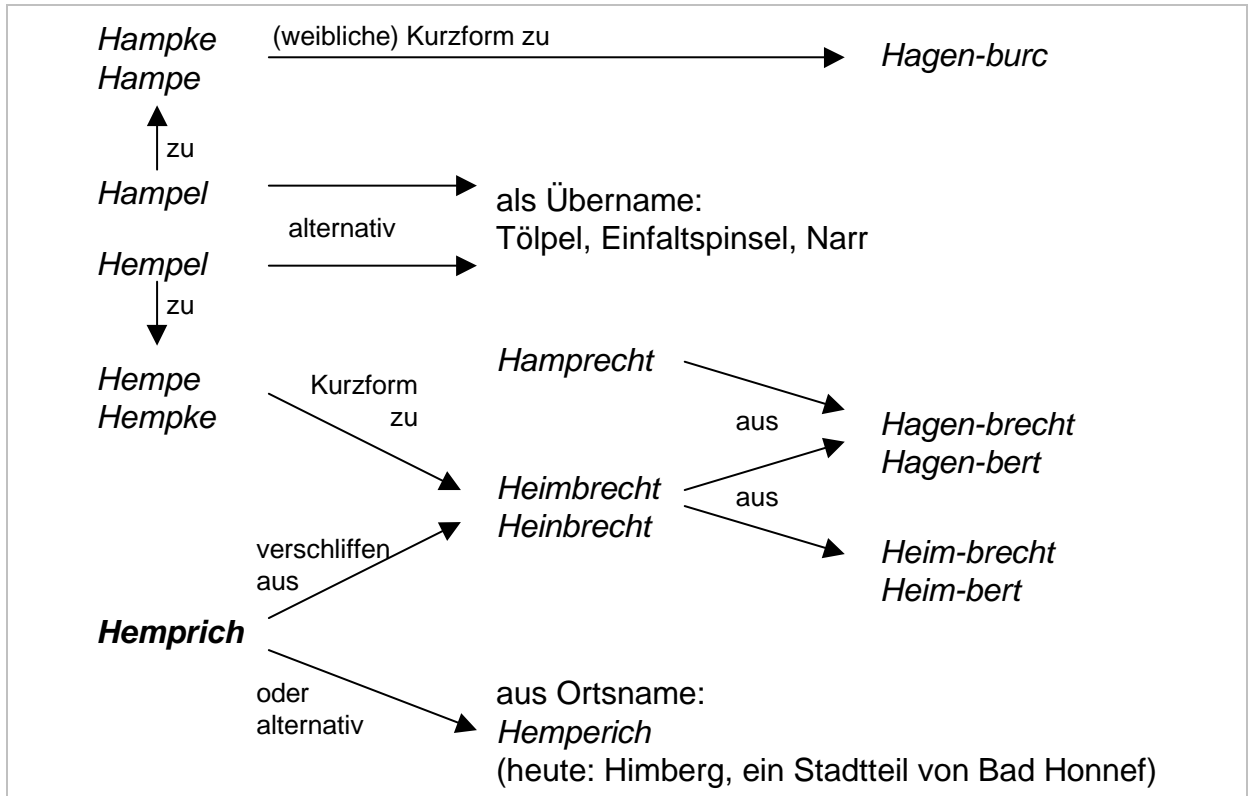 Hampke
Hampe
(weibliche) Kurzform zu
Hagen-burc
zu
Hampel
alternativ
als Übername:
Tölpel, Einfaltspinsel, Narr
Hempel
zu
Hempe
Hempke
Kurzform
zu
Hamprecht
aus
Hagen-brecht
Hagen-bert
Heimbrecht
Heinbrecht
aus
Heim-brecht
Heim-bert
verschliffen
aus
Hemprich
oder
alternativ
aus Ortsname:
Hemperich
(heute: Himberg, ein Stadtteil von Bad Honnef)